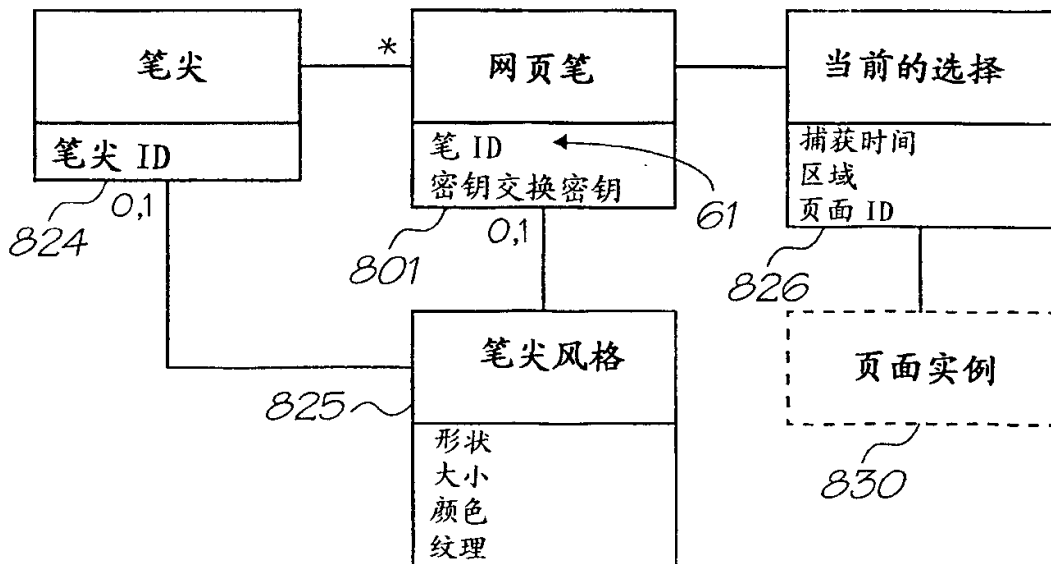 笔尖
笔尖 ID
824
0,1
*
网页笔
笔 ID
密钥交换密钥
61
801
0,1
当前的选择
捕获时间
区域
页面 ID
826
笔尖风格
形状
大小
颜色
纹理
825
页面实例
830